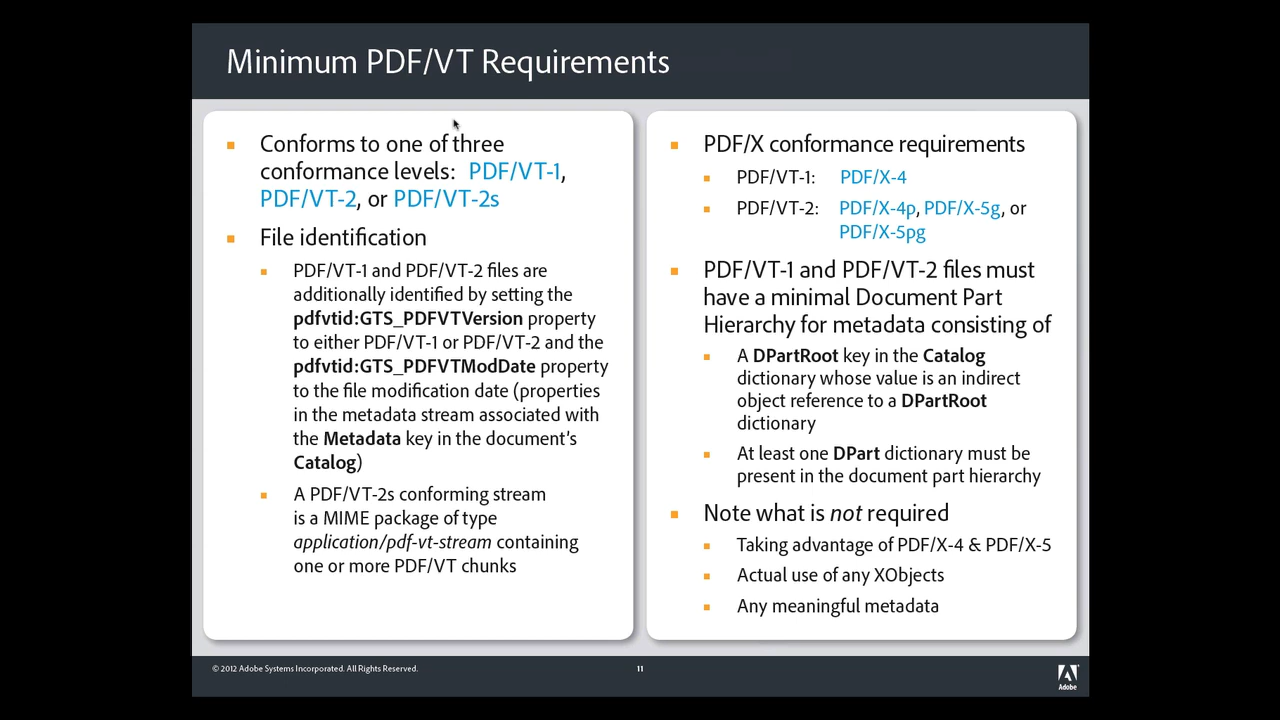 Minimum PDF/VT Requirements
Conforms to one of three
conformance levels: PDF/VT-1,
PDF/VT-2, or PDF/VT-2s
File identification
PDF/VT-1 and PDF/VT-2 files are
additionally identified by setting the
pdfvtid:GTS_PDFVTVersion property
to either PDF/VT-1 or PDF/VT-2 and the
pdfvtid:GTS_PDFVTModDate property
to the file modification date (properties
in the metadata stream associated with
the Metadata key in the document's
Catalog)
A PDF/VT-2s conforming stream
is a MIME package of type
application/pdf-vt-stream containing
one or more PDF/VT chunks
PDF/X conformance requirements
PDF/VT-1: PDF/X-4
PDF/VT-2: PDF/X-4p, PDF/X-5g, or
PDF/X-5pg
PDF/VT-1 and PDF/VT-2 files must
have a minimal Document Part
Hierarchy for metadata consisting of
A DPartRoot key in the Catalog
dictionary whose value is an indirect
object reference to a DPartRoot
dictionary
At least one DPart dictionary must be
present in the document part hierarchy
Note what is not required
Taking advantage of PDF/X-4 & PDF/X-5
Actual use of any XObjects
Any meaningful metadata
© 2012 Adobe Systems Incorporated. All Rights Reserved.
11
Adobe